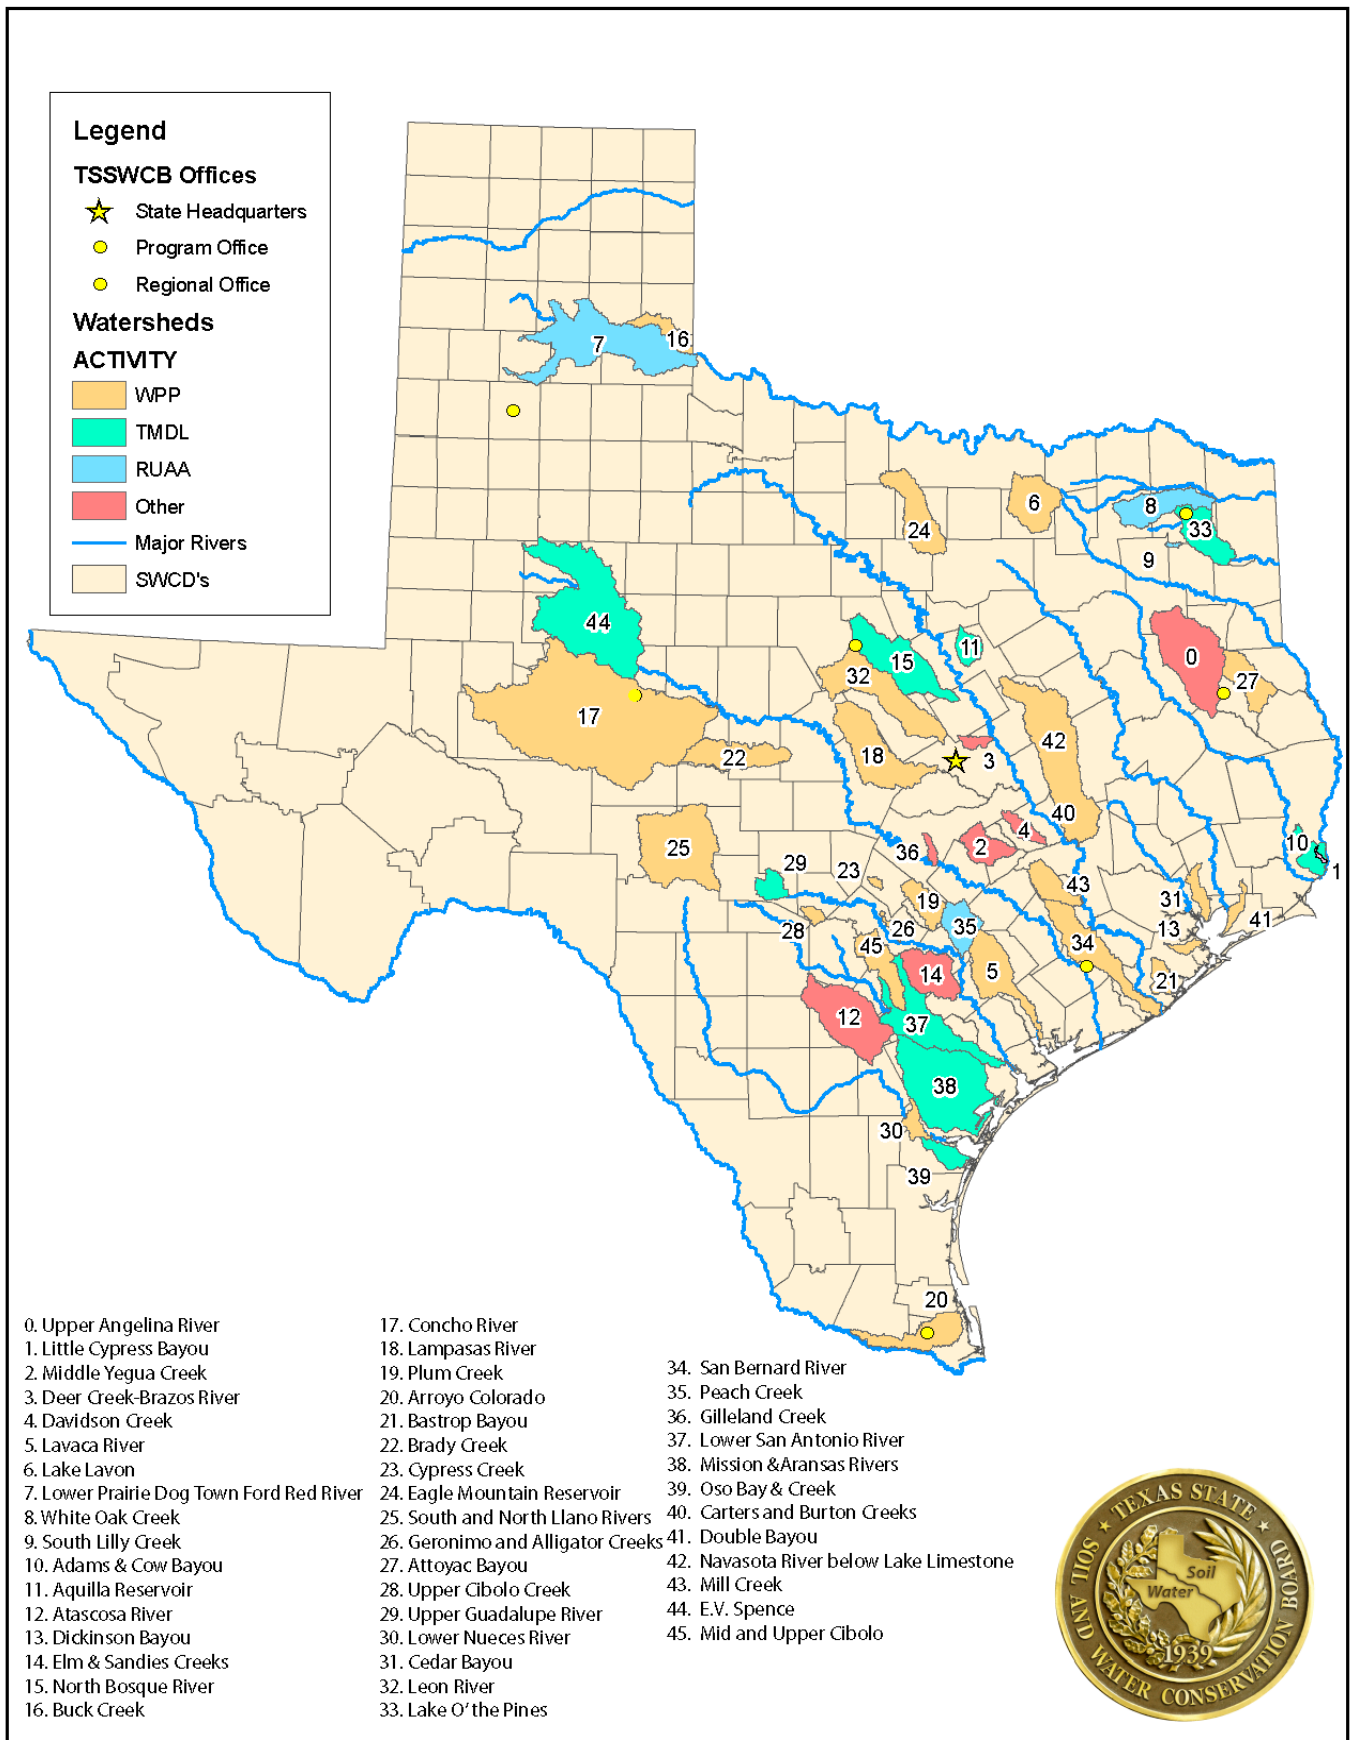 Legend
TSSWCB Offices
State Headquarters
Program Office
Regional Office
Watersheds
ACTIVITY
WPP
TMDL
RUAA
Other
Major Rivers
SWCD's
7
16
6
8
24
33
9
44
11
15
0
32
27
17
42
18
22
3
40
4
25
36
2
10
29
23
43
1
19
31
28
26
35
13
41
45
34
14
5
21
12
37
38
30
39
20
0. Upper Angelina River
1. Little Cypress Bayou
2. Middle Yegua Creek
3. Deer Creek-Brazos River
4. Davidson Creek
5. Lavaca River
6. Lake Lavon
7. Lower Prairie Dog Town Ford Red River
8. White Oak Creek
9. South Lilly Creek
10. Adams & Cow Bayou
11. Aquilla Reservoir
12. Atascosa River
13. Dickinson Bayou
14. Elm & Sandies Creeks
15. North Bosque River
16. Buck Creek
17. Concho River
18. Lampasas River
19. Plum Creek
20. Arroyo Colorado
21. Bastrop Bayou
22. Brady Creek
23. Cypress Creek
24. Eagle Mountain Reservoir
25. South and North Llano Rivers
26. Geronimo and Alligator Creeks
27. Attoyac Bayou
28. Upper Cibolo Creek
29. Upper Guadalupe River
30. Lower Nueces River
31. Cedar Bayou
32. Leon River
33. Lake O' the Pines
34. San Bernard River
35. Peach Creek
36. Gilleland Creek
37. Lower San Antonio River
38. Mission &Aransas Rivers
39. Oso Bay & Creek
40. Carters and Burton Creeks
41. Double Bayou
42. Navasota River below Lake Limestone
43. Mill Creek
44. E.V. Spence
45. Mid and Upper Cibolo
TEXAS STATE
SOIL AND WATER CONSERVATION BOARD
Soil
Water
1939